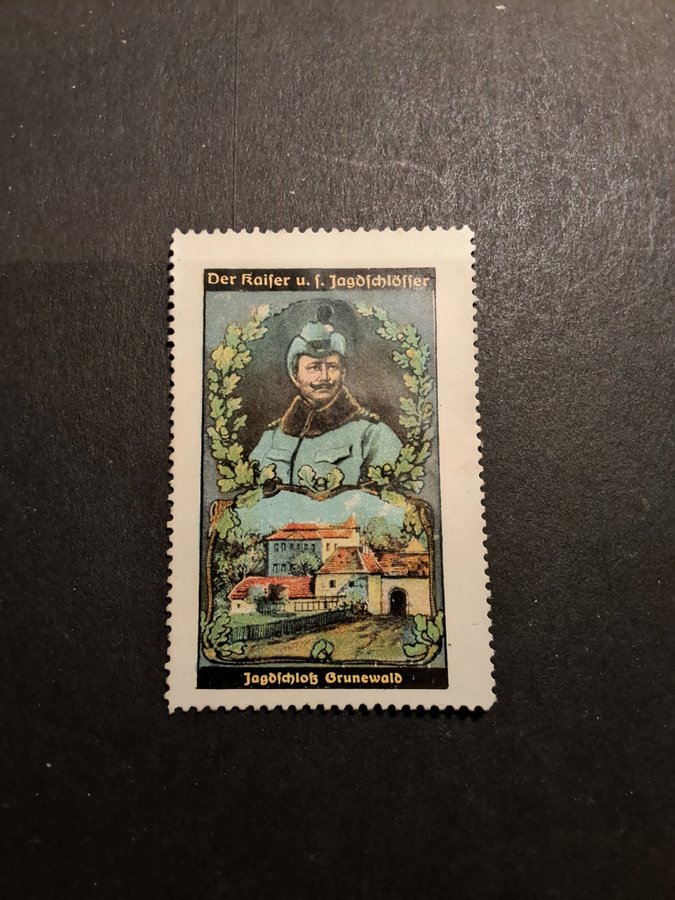 Der Kaiſer u. ſ. Jagdſchlöſſer
Jagdſchloß Grunewald